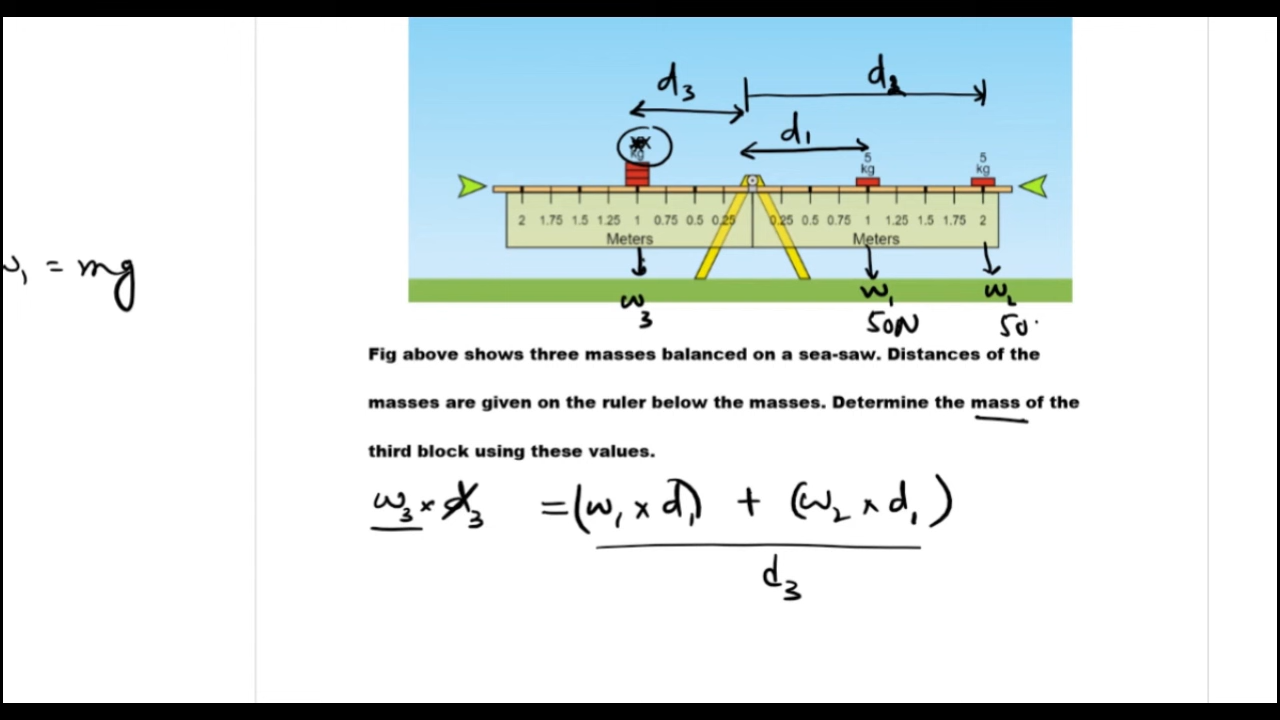 d3
d2
d1
kg
5
kg
5
kg
2 1.75 1.5 1.25 1 0.75 0.5 0.25 0.25 0.5 0.75 1 1.25 1.5 1.75 2
Meters Meters
w1 = mg
w3
w1
50N
w2
50
Fig above shows three masses balanced on a sea-saw. Distances of the
masses are given on the ruler below the masses. Determine the mass of the
third block using these values.
w3 × d3 = (w1 × d1) + (w2 × d1)
d3